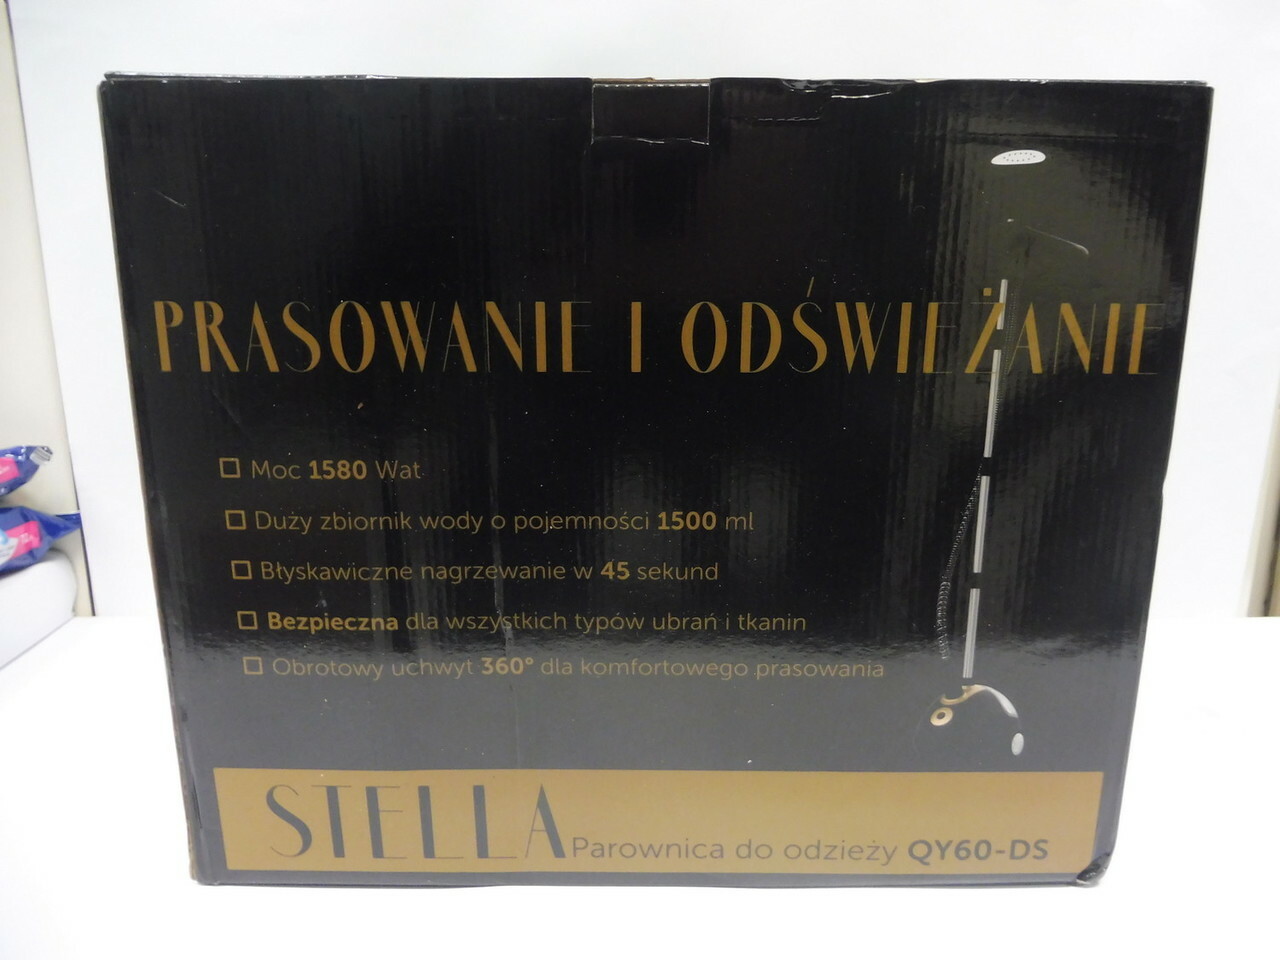 PRASOWANIE I ODŚWIEŻANIE
Moc 1580 Wat
Duży zbiornik wody o pojemności 1500 ml
Błyskawiczne nagrzewanie w 45 sekund
Bezpieczna dla wszystkich typów ubrań i tkanin
Obrotowy uchwyt 360° dla komfortowego prasowania
STELLA Parownica do odzieży QY60-DS